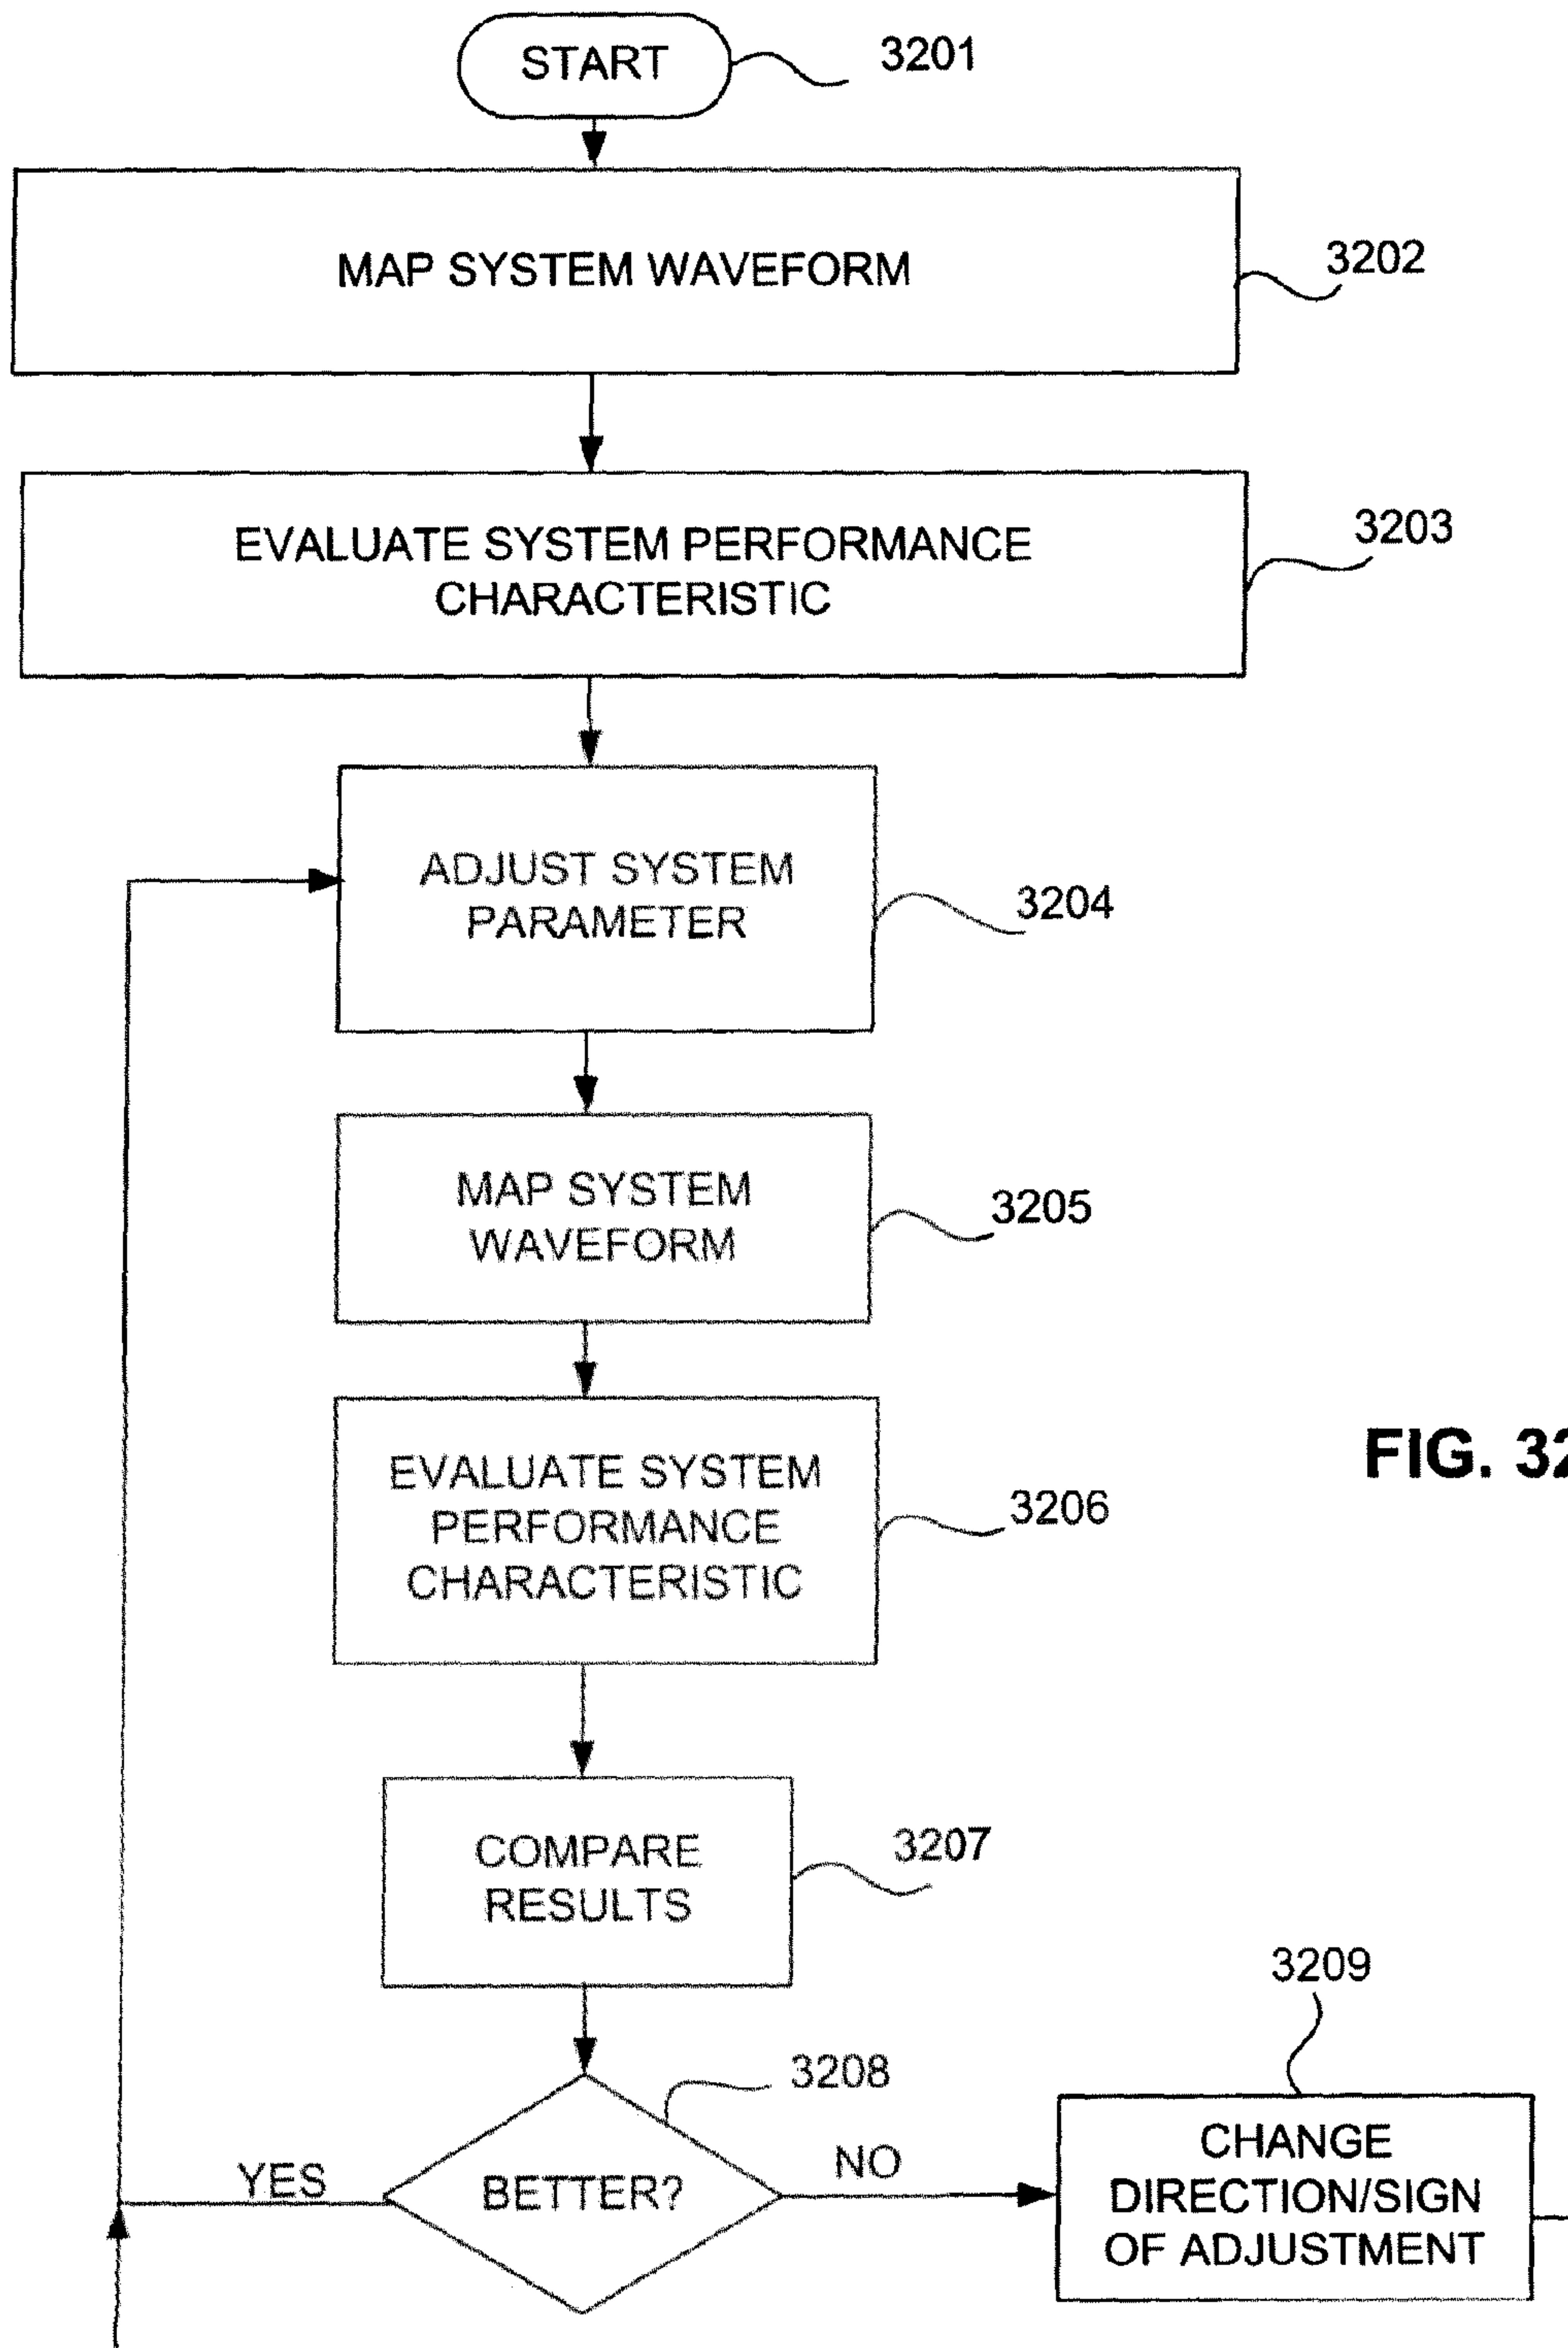 START
3201
MAP SYSTEM WAVEFORM
3202
EVALUATE SYSTEM PERFORMANCE
CHARACTERISTIC
3203
ADJUST SYSTEM
PARAMETER
3204
MAP SYSTEM
WAVEFORM
3205
EVALUATE SYSTEM
PERFORMANCE
CHARACTERISTIC
3206
FIG. 32
COMPARE
RESULTS
3207
3208
BETTER?
YES
NO
3209
CHANGE
DIRECTION/SIGN
OF ADJUSTMENT